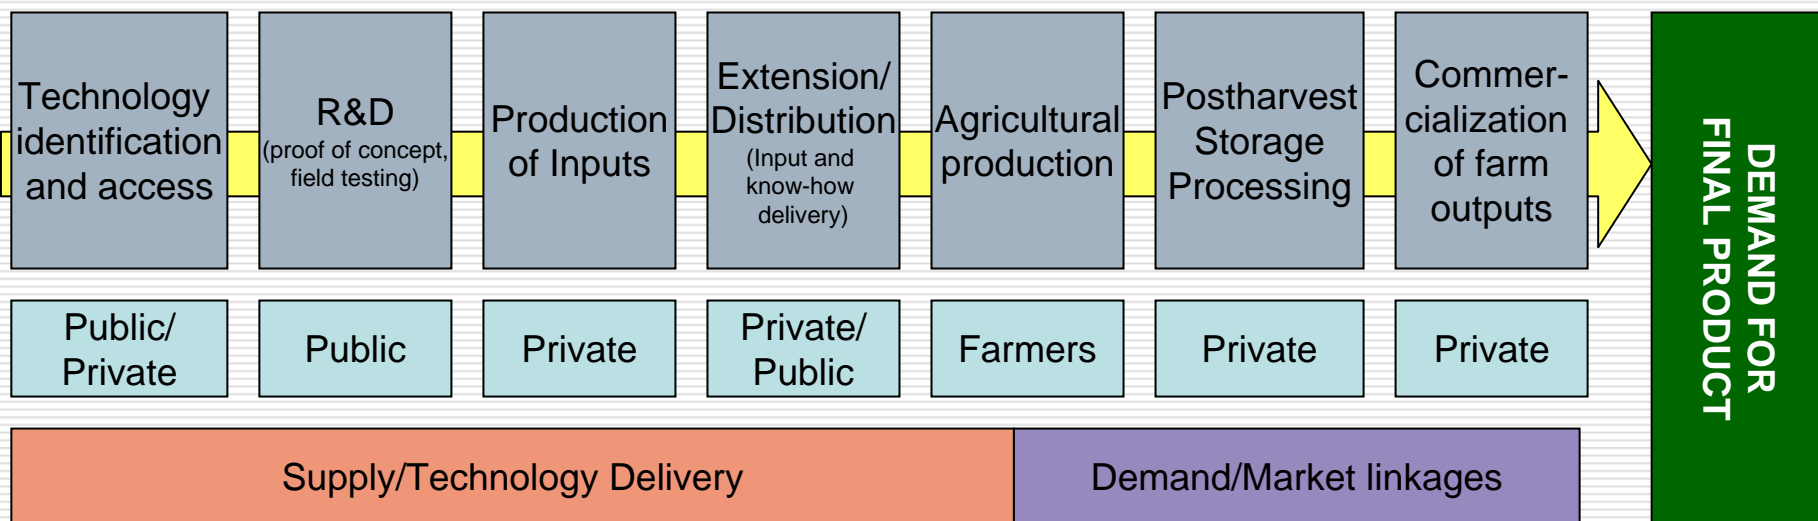 Technology
identification
and access
R&D
(proof of concept,
field testing)
Production
of Inputs
Extension/
Distribution
(Input and
know-how
delivery)
Agricultural
production
Postharvest
Storage
Processing
Commer-
cialization
of farm
outputs
Public/
Private
Public
Private
Private/
Public
Farmers
Private
Private
Supply/Technology Delivery
Demand/Market linkages
DEMAND FOR
FINAL PRODUCT